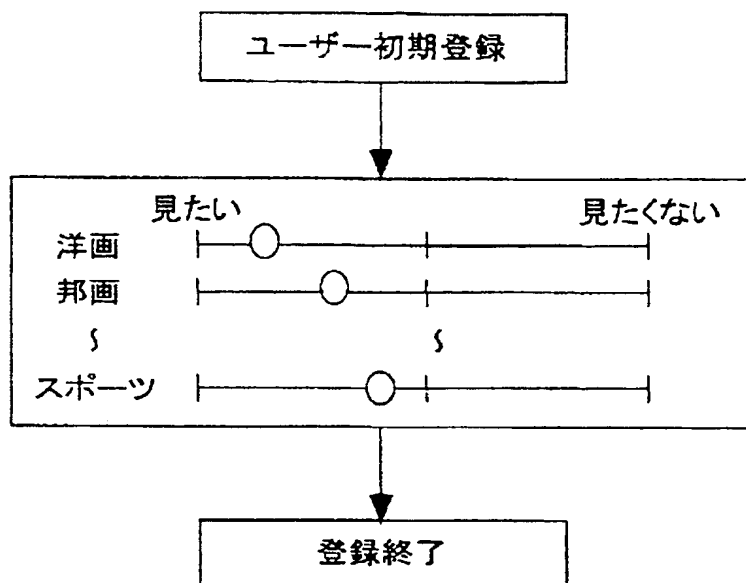 ユーザー初期登録
見たい 見たくない
洋画
邦画
〜 〜
スポーツ
登録終了